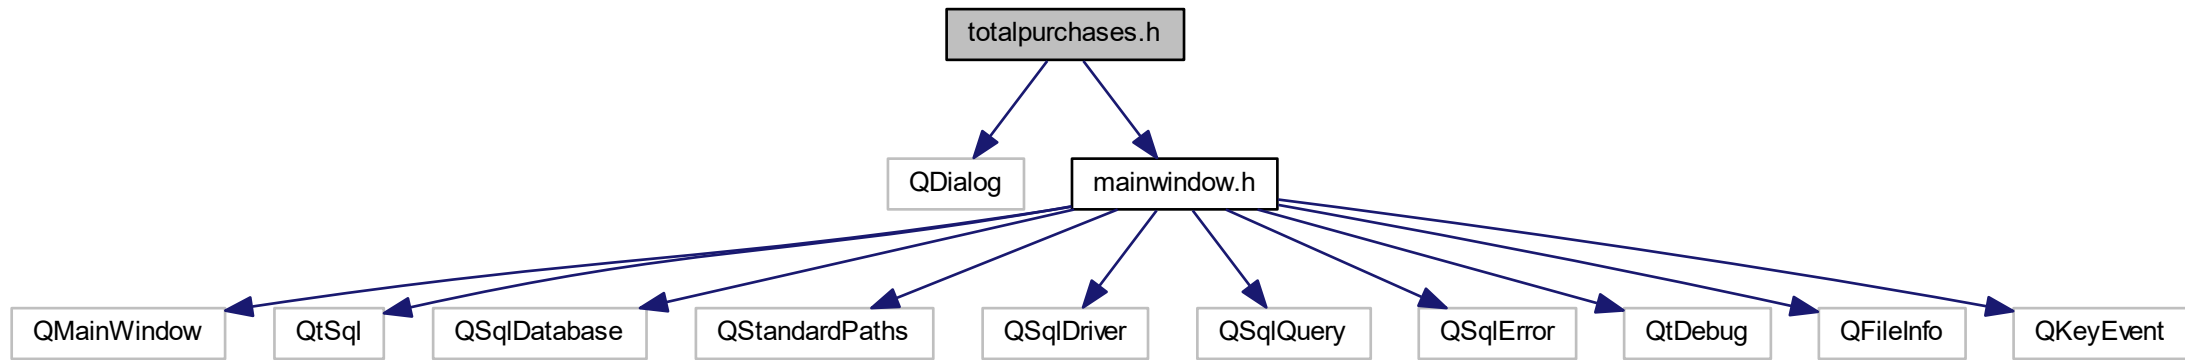 totalpurchases.h
QDialog
mainwindow.h
QMainWindow
QtSql
QSqlDatabase
QStandardPaths
QSqlDriver
QSqlQuery
QSqlError
QtDebug
QFileInfo
QKeyEvent